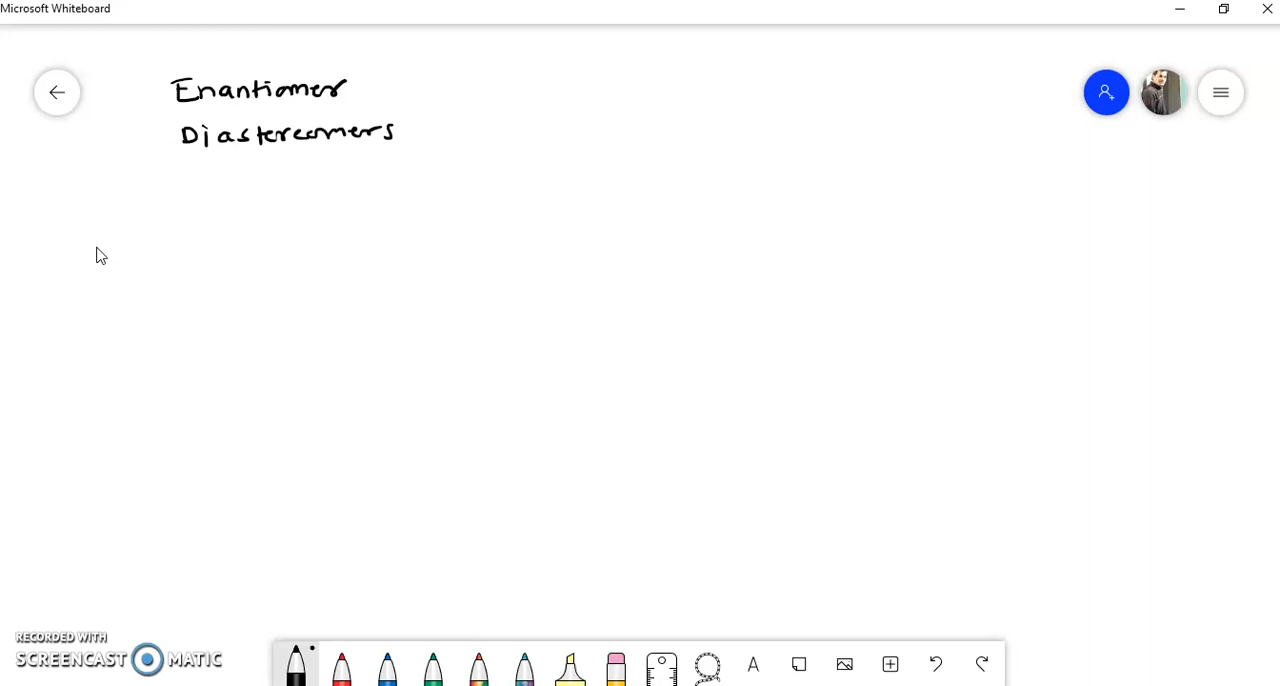 Microsoft Whiteboard
Enantiomer
Diastereomers
RECORDED WITH
SCREENCAST MATIC